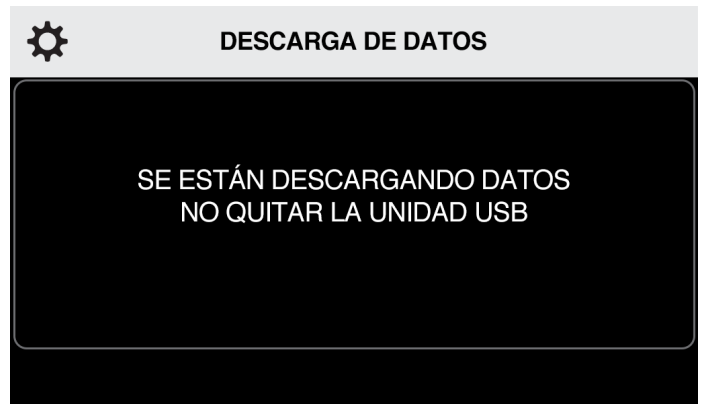 DESCARGA DE DATOS
SE ESTÁN DESCARGANDO DATOS
NO QUITAR LA UNIDAD USB